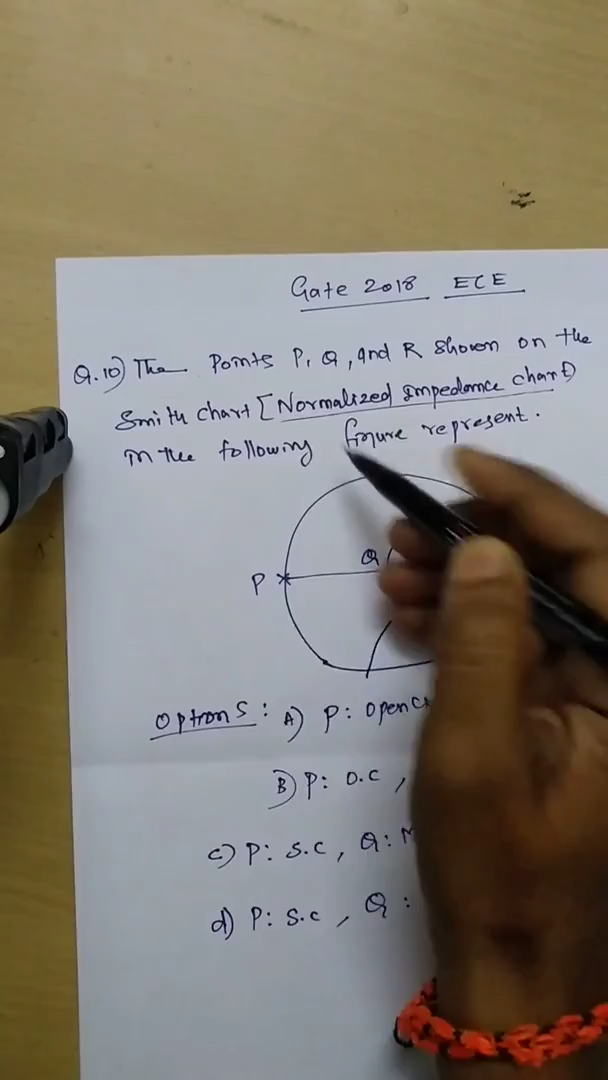 Gate 2018 ECE
Q.10) The Points P, Q, and R shown on the
Smith chart [Normalized impedance chart)
in the following figure represent.
Q
P
Options: A) P: Openc
B) P: O.C ,
c) P: S.C , Q: M
d) P: S.C , Q :